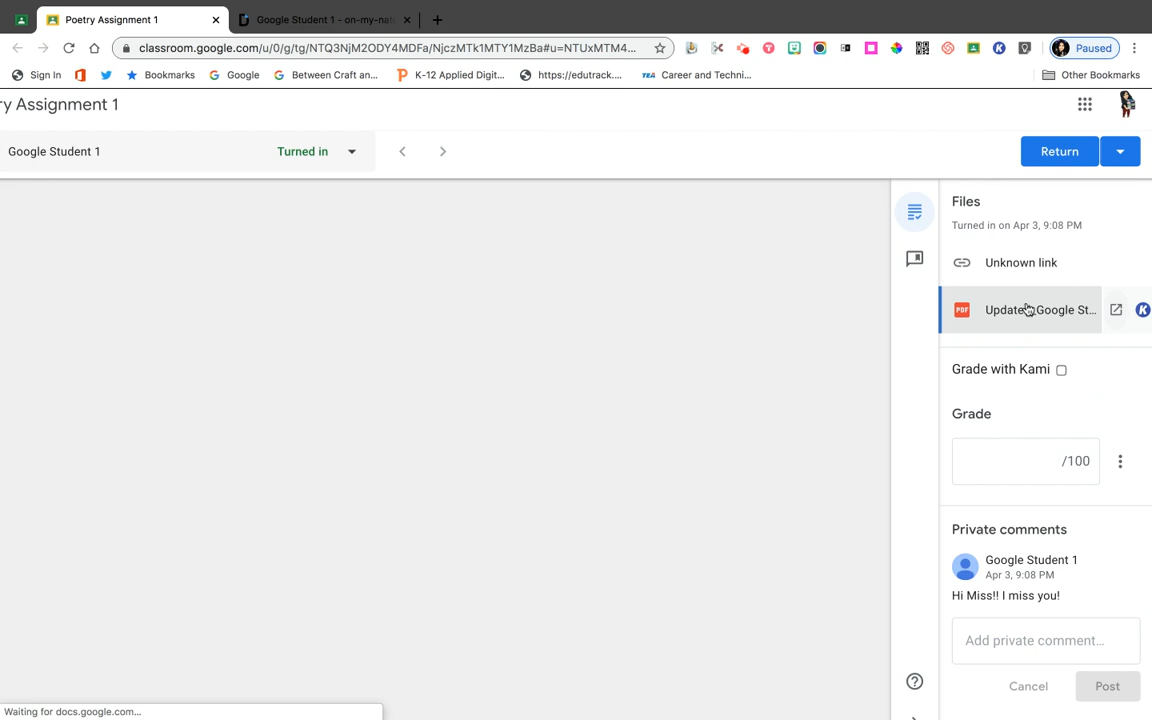 Poetry Assignment 1
Google Student 1 - on-my-nat
classroom.google.com/u/0/g/tg/NTQ3NjM2ODY4MDFa/NjczMTk1MTY1MzBa#u=NTUxMTM4...
Paused
Sign In
Bookmarks
Google
Between Craft an...
K-12 Applied Digit...
https://edutrack....
TEA Career and Techni...
Other Bookmarks
ry Assignment 1
Google Student 1
Turned in
Return
Files
Turned in on Apr 3, 9:08 PM
Unknown link
PDF
Google St...
Grade with Kami
Grade
/100
Private comments
Google Student 1
Apr 3, 9:08 PM
Hi Miss!! I miss you!
Add private comment...
Cancel
Post
Waiting for docs.google.com...